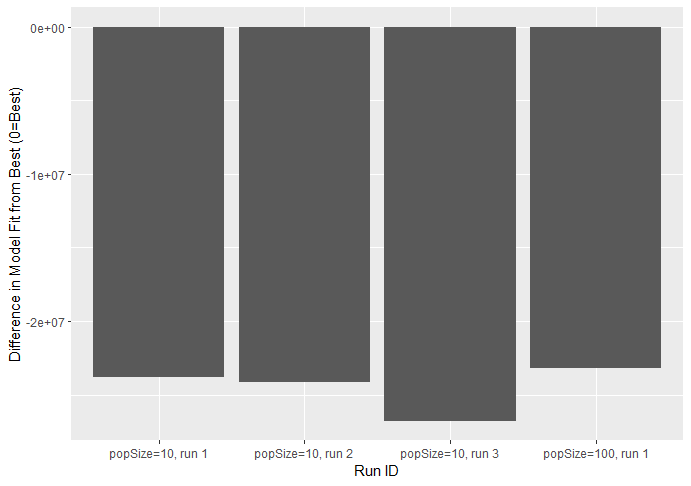 Difference in Model Fit from Best (0=Best)
0e+00
-1e+07
-2e+07
popSize=10, run 1
popSize=10, run 2
popSize=10, run 3
popSize=100, run 1
Run ID